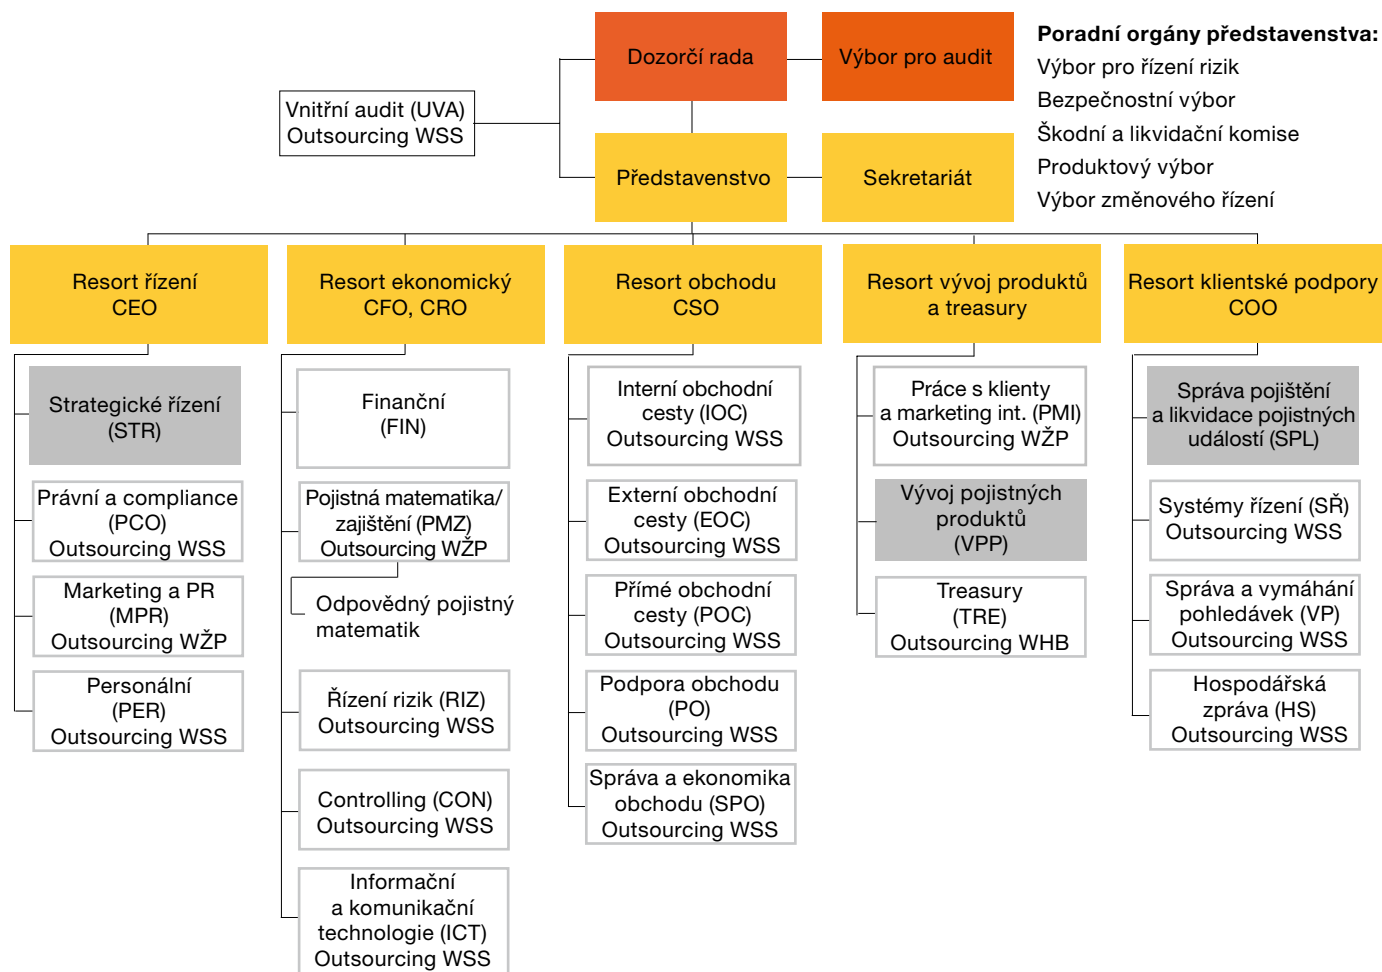 Dozorčí rada
Výbor pro audit
Poradní orgány představenstva:
Výbor pro řízení rizik
Bezpečnostní výbor
Škodní a likvidační komise
Produktový výbor
Výbor změnového řízení
Vnitřní audit (UVA)
Outsourcing WSS
Představenstvo
Sekretariát
Resort řízení
CEO
Resort ekonomický
CFO, CRO
Resort obchodu
CSO
Resort vývoj produktů
a treasury
Resort klientské podpory
COO
Strategické řízení
(STR)
Právní a compliance
(PCO)
Outsourcing WSS
Marketing a PR
(MPR)
Outsourcing WŽP
Personální
(PER)
Outsourcing WSS
Finanční
(FIN)
Pojistná matematika/
zajištění (PMZ)
Outsourcing WŽP
Odpovědný pojistný
matematik
Řízení rizik (RIZ)
Outsourcing WSS
Controlling (CON)
Outsourcing WSS
Informační
a komunikační
technologie (ICT)
Outsourcing WSS
Interní obchodní
cesty (IOC)
Outsourcing WSS
Externí obchodní
cesty (EOC)
Outsourcing WSS
Přímé obchodní
cesty (POC)
Outsourcing WSS
Podpora obchodu
(PO)
Outsourcing WSS
Správa a ekonomika
obchodu (SPO)
Outsourcing WSS
Práce s klienty
a marketing int. (PMI)
Outsourcing WŽP
Vývoj pojistných
produktů
(VPP)
Treasury
(TRE)
Outsourcing WHB
Správa pojištění
a likvidace pojistných
událostí (SPL)
Systémy řízení (SŘ)
Outsourcing WSS
Správa a vymáhání
pohledávek (VP)
Outsourcing WSS
Hospodářská
zpráva (HS)
Outsourcing WSS